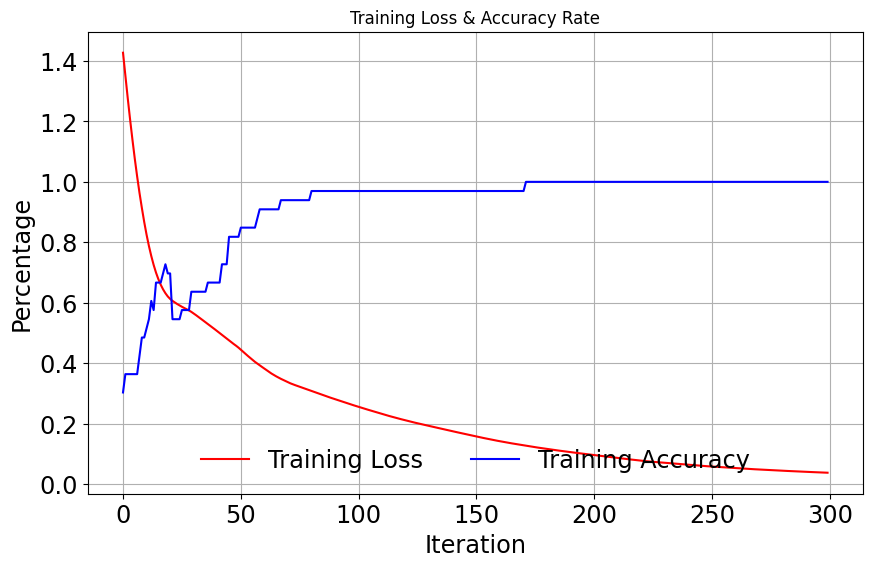 Training Loss & Accuracy Rate
Percentage
1.4
1.2
1.0
0.8
0.6
0.4
0.2
0.0
Training Loss Training Accuracy
0 50 100 150 200 250 300
Iteration